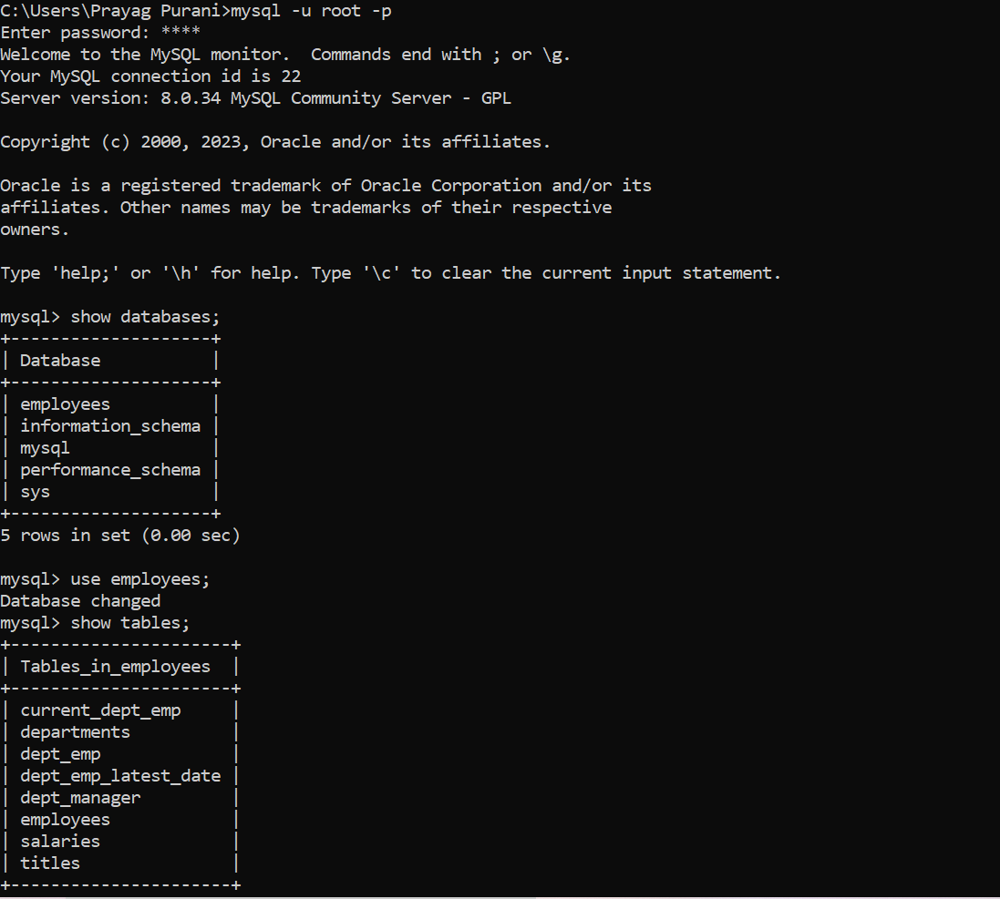 C:\Users\Prayag Purani>mysql -u root -p
Enter password: ****
Welcome to the MySQL monitor.  Commands end with ; or \g.
Your MySQL connection id is 22
Server version: 8.0.34 MySQL Community Server - GPL

Copyright (c) 2000, 2023, Oracle and/or its affiliates.

Oracle is a registered trademark of Oracle Corporation and/or its
affiliates. Other names may be trademarks of their respective
owners.

Type 'help;' or '\h' for help. Type '\c' to clear the current input statement.

mysql> show databases;
+--------------------+
| Database           |
+--------------------+
| employees          |
| information_schema |
| mysql              |
| performance_schema |
| sys                |
+--------------------+
5 rows in set (0.00 sec)

mysql> use employees;
Database changed
mysql> show tables;
+----------------------+
| Tables_in_employees  |
+----------------------+
| current_dept_emp     |
| departments          |
| dept_emp             |
| dept_emp_latest_date |
| dept_manager         |
| employees            |
| salaries             |
| titles               |
+----------------------+